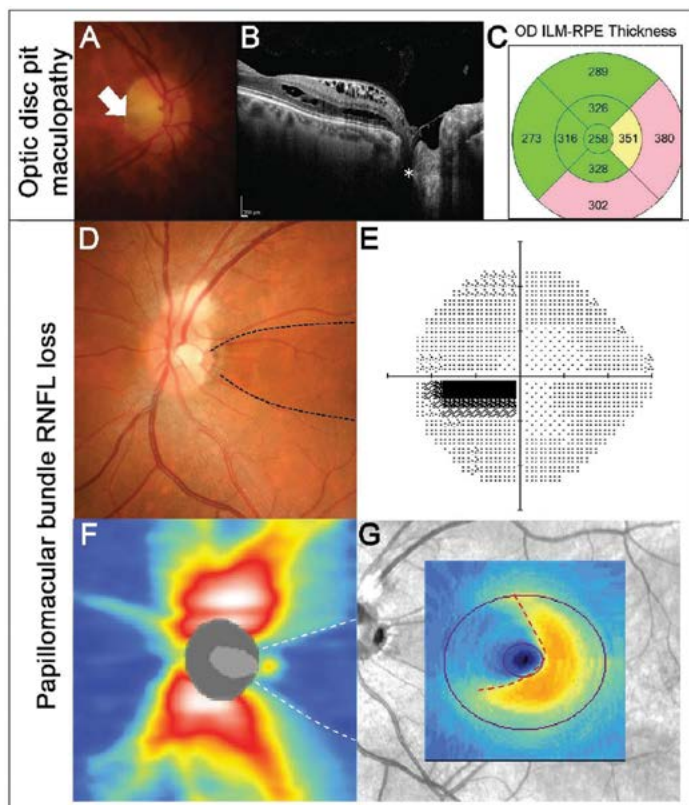 Optic disc pit
maculopathy
A
B
*
C
OD ILM-RPE Thickness
289
326
273
316
258
351
380
328
302
Papillomacular bundle RNFL loss
D
E
F
G